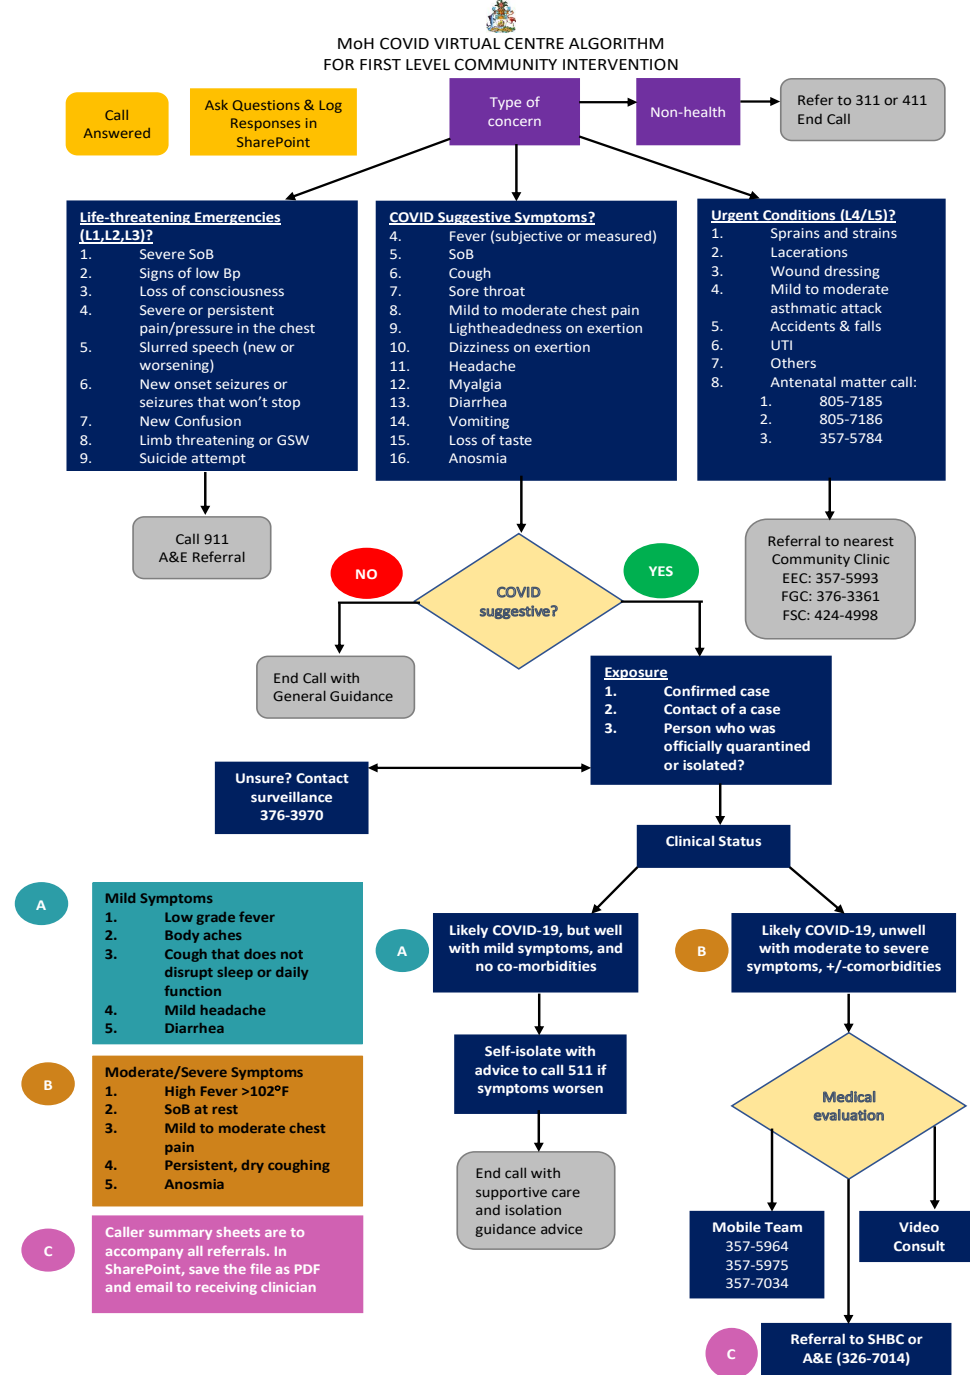 MoH COVID VIRTUAL CENTRE ALGORITHM
FOR FIRST LEVEL COMMUNITY INTERVENTION
Call
Answered
Ask Questions & Log
Responses in
SharePoint
Type of
concern
Non-health
Refer to 311 or 411
End Call
Life-threatening Emergencies
(L1,L2,L3)?
1. Severe SoB
2. Signs of low Bp
3. Loss of consciousness
4. Severe or persistent
pain/pressure in the chest
5. Slurred speech (new or
worsening)
6. New onset seizures or
seizures that won't stop
7. New Confusion
8. Limb threatening or GSW
9. Suicide attempt
COVID Suggestive Symptoms?
4. Fever (subjective or measured)
5. SoB
6. Cough
7. Sore throat
8. Mild to moderate chest pain
9. Lightheadedness on exertion
10. Dizziness on exertion
11. Headache
12. Myalgia
13. Diarrhea
14. Vomiting
15. Loss of taste
16. Anosmia
Urgent Conditions (L4/L5)?
1. Sprains and strains
2. Lacerations
3. Wound dressing
4. Mild to moderate
asthmatic attack
5. Accidents & falls
6. UTI
7. Others
8. Antenatal matter call:
1. 805-7185
2. 805-7186
3. 357-5784
Call 911
A&E Referral
NO
COVID
suggestive?
YES
Referral to nearest
Community Clinic
EEC: 357-5993
FGC: 376-3361
FSC: 424-4998
End Call with
General Guidance
Exposure
1. Confirmed case
2. Contact of a case
3. Person who was
officially quarantined
or isolated?
Unsure? Contact
surveillance
376-3970
Clinical Status
A
Mild Symptoms
1. Low grade fever
2. Body aches
3. Cough that does not
disrupt sleep or daily
function
4. Mild headache
5. Diarrhea
A
Likely COVID-19, but well
with mild symptoms, and
no co-morbidities
B
Likely COVID-19, unwell
with moderate to severe
symptoms, +/-comorbidities
Self-isolate with
advice to call 511 if
symptoms worsen
B
Moderate/Severe Symptoms
1. High Fever >102°F
2. SoB at rest
3. Mild to moderate chest
pain
4. Persistent, dry coughing
5. Anosmia
Medical
evaluation
End call with
supportive care
and isolation
guidance advice
C
Caller summary sheets are to
accompany all referrals. In
SharePoint, save the file as PDF
and email to receiving clinician
Mobile Team
357-5964
357-5975
357-7034
Video
Consult
C
Referral to SHBC or
A&E (326-7014)